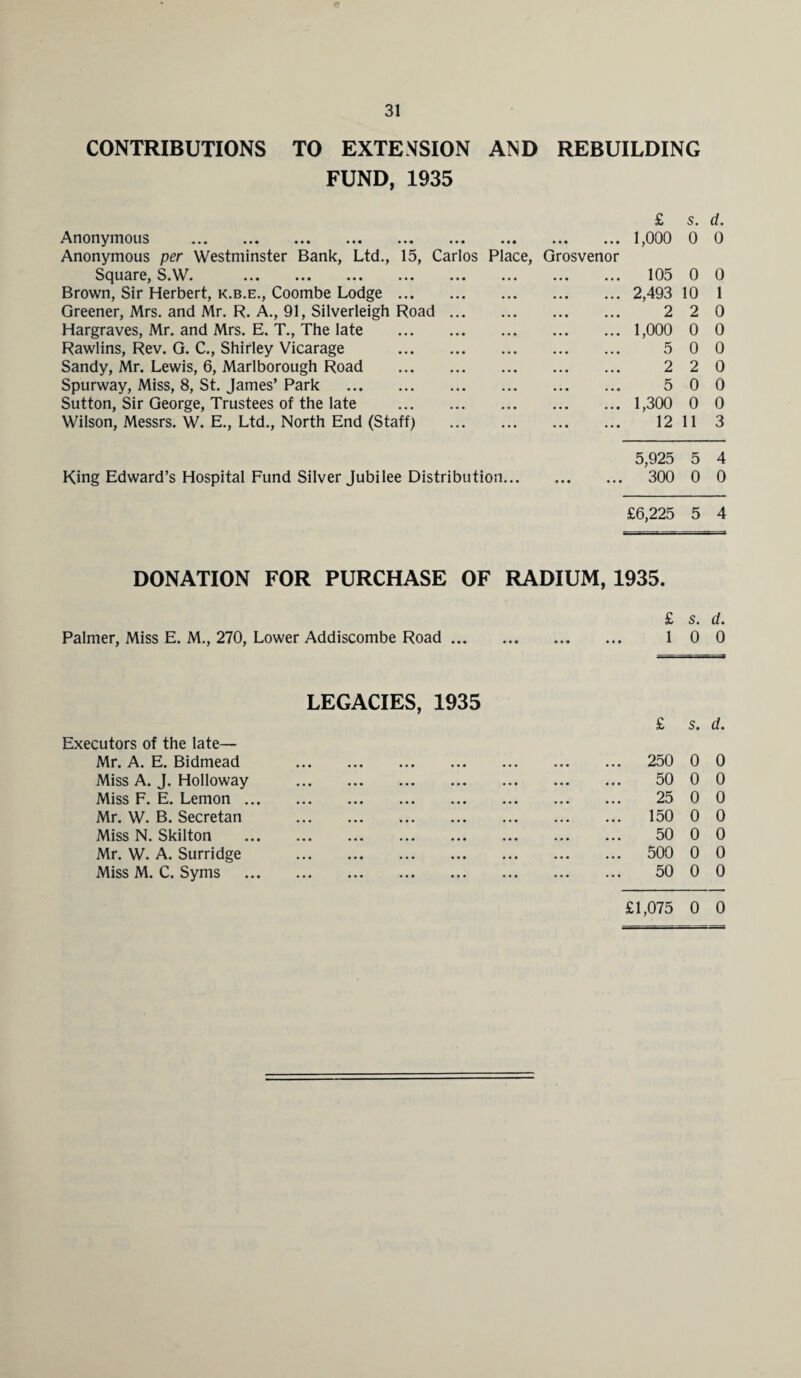 31
CONTRIBUTIONS TO EXTENSION AND REBUILDING
FUND, 1935
£ s. d.
Anonymous ... ... ... ... ... ... ... ... ... 1,000 0 0
Anonymous per Westminster Bank, Ltd., 15, Carlos Place, Grosvenor
Square, S.W. ... ... ... ... ... ... ... ... 105 0 0
Brown, Sir Herbert, K.B.E., Coombe Lodge ... ... ... ... ... 2,493 10 1
Greener, Mrs. and Mr. R. A., 91, Silverleigh Road ... ... ... ... 2 2 0
Hargraves, Mr. and Mrs. E. T., The late ... ... ... ... ... 1,000 0 0
Rawlins, Rev. G. C., Shirley Vicarage ... ... ... ... ... 5 0 0
Sandy, Mr. Lewis, 6, Marlborough Road ... ... ... ... ... 2 2 0
Spurway, Miss, 8, St. James' Park ... ... ... ... ... ... 5 0 0
Sutton, Sir George, Trustees of the late ... ... ... ... ... 1,300 0 0
Wilson, Messrs. W. E., Ltd., North End (Staff) ... ... ... ... 12 11 3
5,925 5 4
King Edward's Hospital Fund Silver Jubilee Distribution... ... ... 300 0 0
£6,225 5 4
DONATION FOR PURCHASE OF RADIUM, 1935.
£ s. d.
Palmer, Miss E. M., 270, Lower Addiscombe Road ... ... ... ... 1 0 0
LEGACIES, 1935
£ s. d.
Executors of the late—
Mr. A. E. Bidmead ... ... ... ... ... ... ... 250 0 0
Miss A. J. Holloway ... ... ... ... ... ... ... 50 0 0
Miss F. E. Lemon ... ... ... ... ... ... ... ... 25 0 0
Mr. W. B. Secretan ... ... ... ... ... ... ... 150 0 0
Miss N. Skilton ... ... ... ... ... ... ... ... 50 0 0
Mr. W. A. Surridge ... ... ... ... ... ... ... 500 0 0
Miss M. C. Syms ... ... ... ... ... ... ... ... 50 0 0
£1,075 0 0